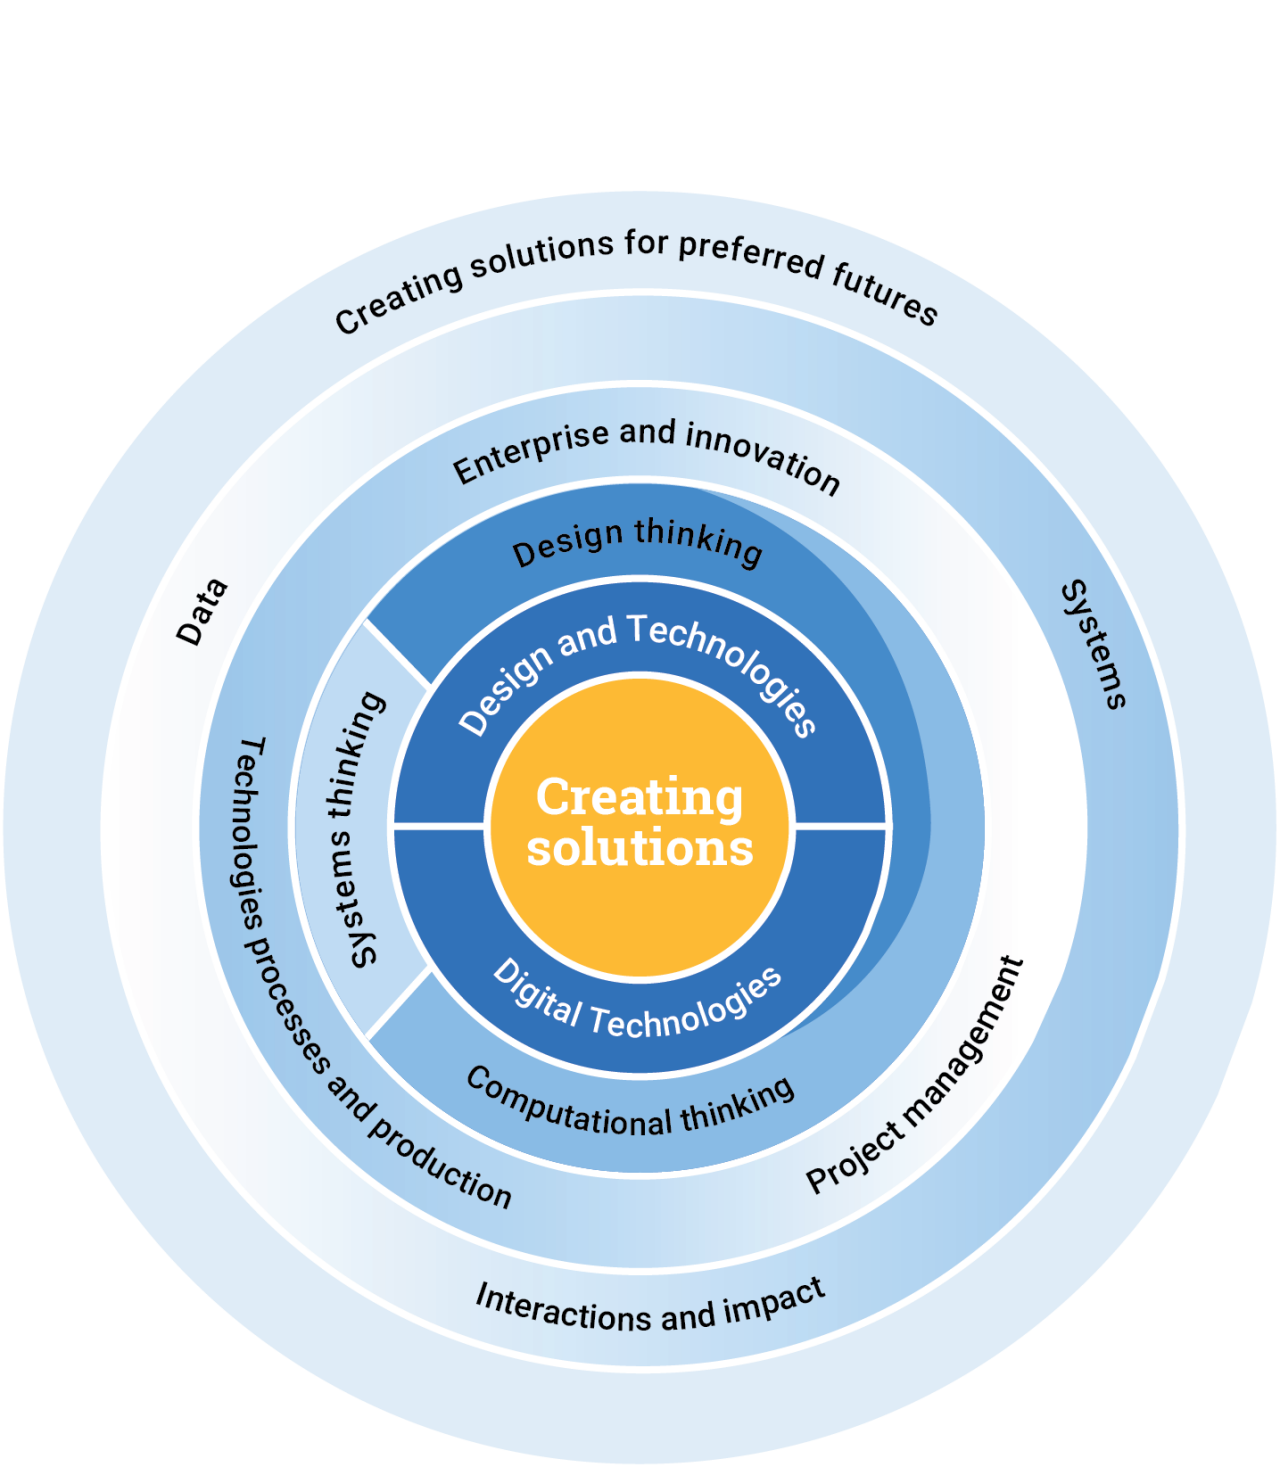 Creating solutions for preferred futures
Data
Systems
Interactions and impact
Enterprise and innovation
Technologies processes and production
Project management
Design thinking
Systems thinking
Computational thinking
Design and Technologies
Digital Technologies
Creating
solutions